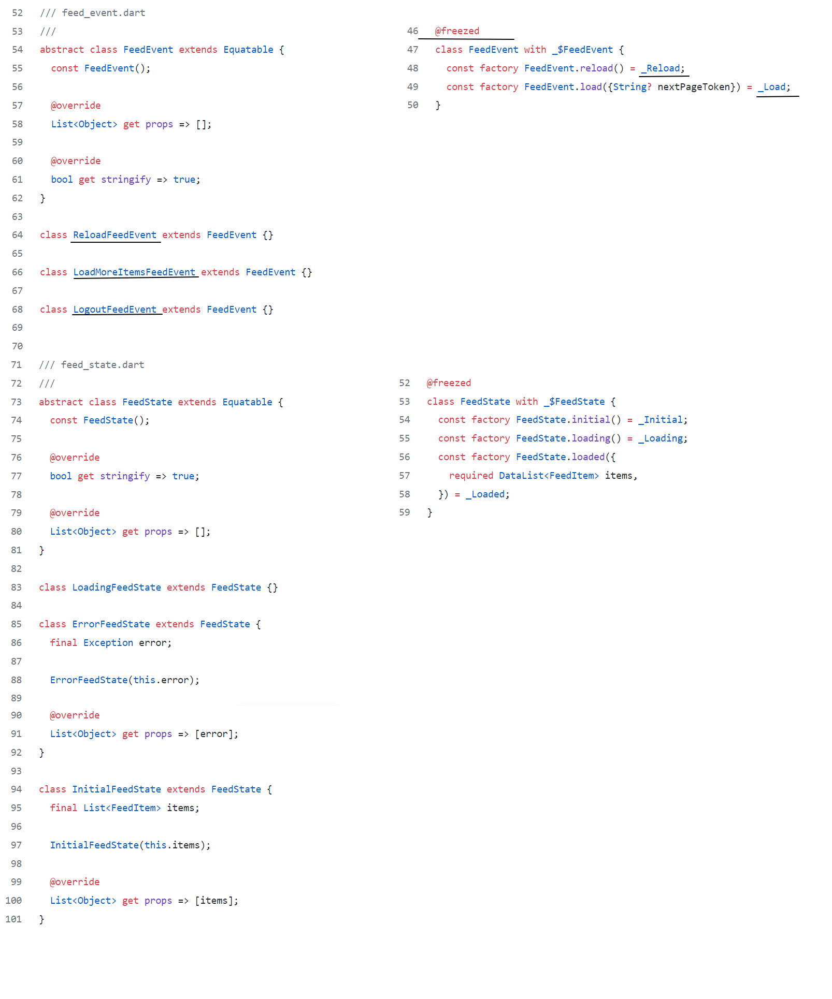 52 /// feed_event.dart
53 ///
54 abstract class FeedEvent extends Equatable {
55 const FeedEvent();
56
57 @override
58 List<Object> get props => [];
59
60 @override
61 bool get stringify => true;
62 }
63
64 class ReloadFeedEvent extends FeedEvent {}
65
66 class LoadMoreItemsFeedEvent extends FeedEvent {}
67
68 class LogoutFeedEvent extends FeedEvent {}
69
70
46 @freezed
47 class FeedEvent with _$FeedEvent {
48 const factory FeedEvent.reload() = _Reload;
49 const factory FeedEvent.load({String? nextPageToken}) = _Load;
50 }
71 /// feed_state.dart
72 ///
73 abstract class FeedState extends Equatable {
74 const FeedState();
75
76 @override
77 bool get stringify => true;
78
79 @override
80 List<Object> get props => [];
81 }
82
83 class LoadingFeedState extends FeedState {}
84
85 class ErrorFeedState extends FeedState {
86 final Exception error;
87
88 ErrorFeedState(this.error);
89
90 @override
91 List<Object> get props => [error];
92 }
93
94 class InitialFeedState extends FeedState {
95 final List<FeedItem> items;
96
97 InitialFeedState(this.items);
98
99 @override
100 List<Object> get props => [items];
101 }
52 @freezed
53 class FeedState with _$FeedState {
54 const factory FeedState.initial() = _Initial;
55 const factory FeedState.loading() = _Loading;
56 const factory FeedState.loaded({
57 required DataList<FeedItem> items,
58 }) = _Loaded;
59 }